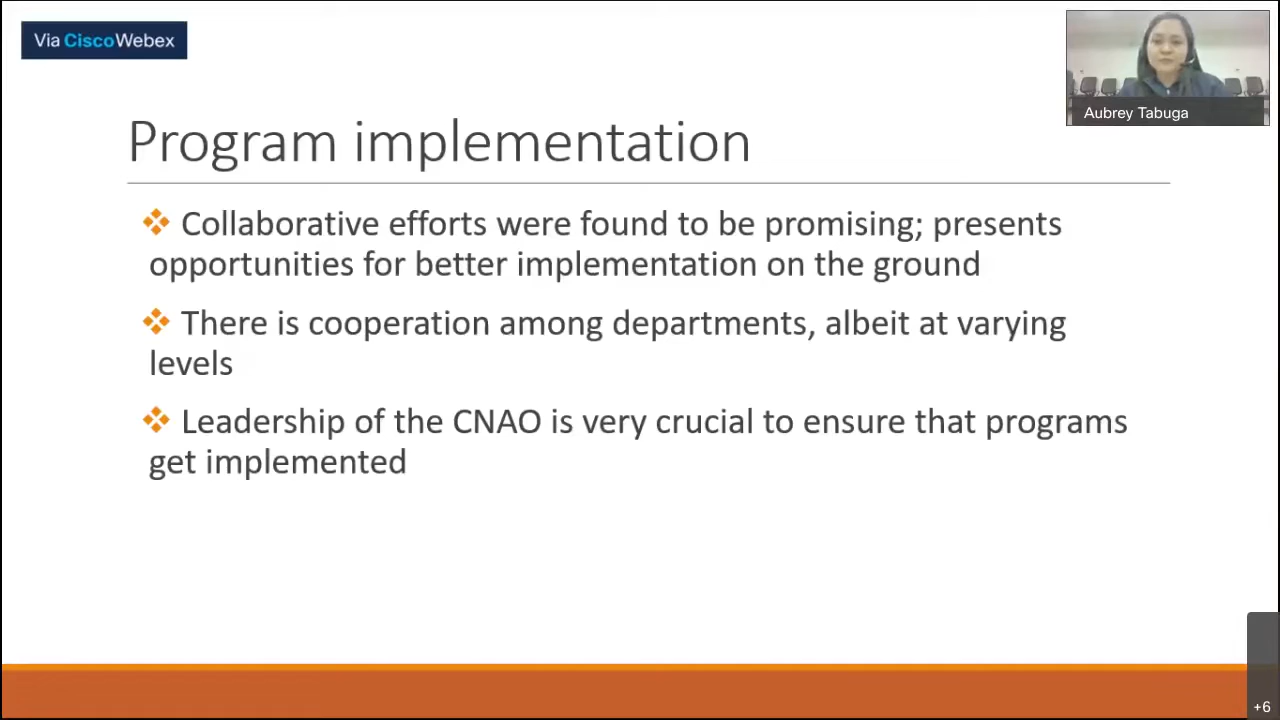 Via CiscoWebex
Aubrey Tabuga
Program implementation
Collaborative efforts were found to be promising; presents
opportunities for better implementation on the ground
There is cooperation among departments, albeit at varying
levels
Leadership of the CNAO is very crucial to ensure that programs
get implemented
+6